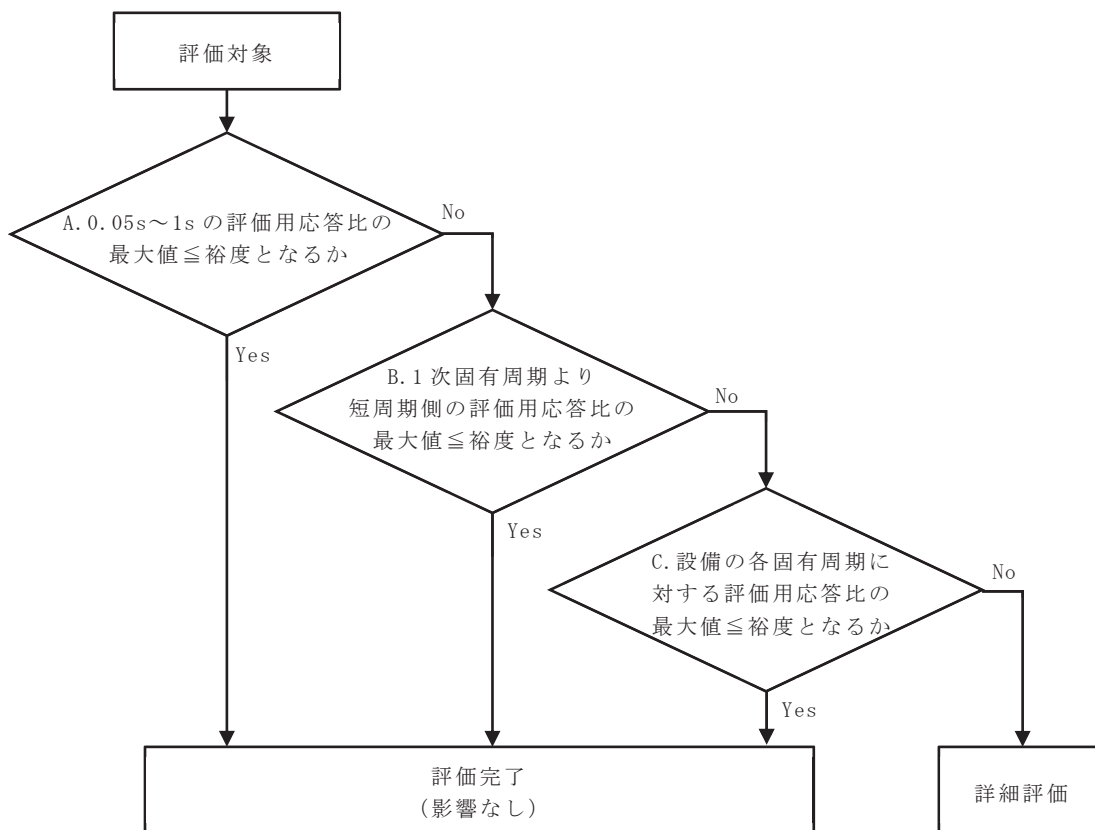 評価対象
A.0.05s～1sの評価用応答比の
最大値≦裕度となるか
No
Yes
B.1次固有周期より
短周期側の評価用応答比の
最大値≦裕度となるか
No
Yes
C.設備の各固有周期に
対する評価用応答比の
最大値≦裕度となるか
No
Yes
評価完了
(影響なし)
詳細評価